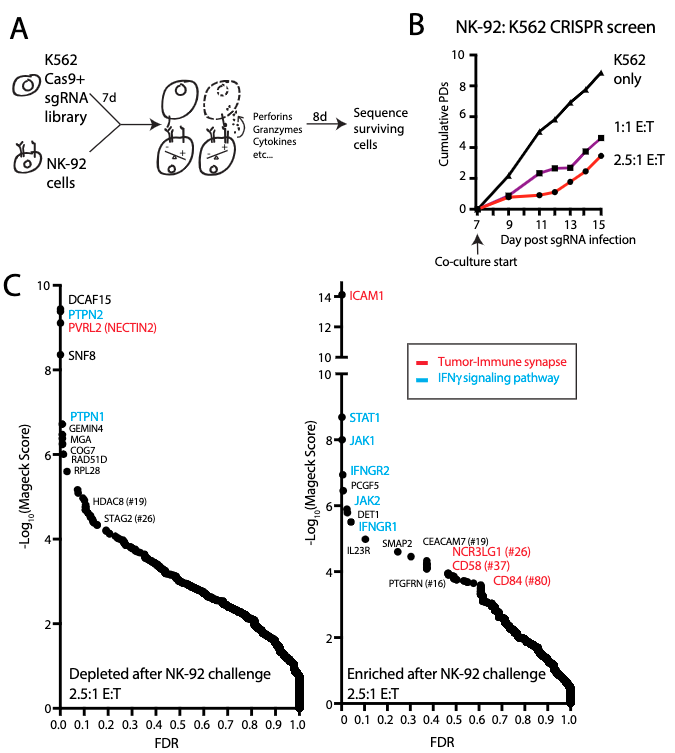 A
K562
Cas9+
sgRNA
library
7d
NK-92
cells
- +
- +
Perforins
Granzymes
Cytokines
etc...
8d
Sequence
surviving
cells
B
NK-92: K562 CRISPR screen
Cumulative PDs
10
8
6
4
2
0
7 9 11 13 15
K562
only
1:1 E:T
2.5:1 E:T
Day post sgRNA infection
Co-culture start
C
-Log10(Mageck Score)
10
8
6
4
2
0
DCAF15
PTPN2
PVRL2 (NECTIN2)
SNF8
PTPN1
GEMIN4
MGA
COG7
RAD51D
RPL28
HDAC8 (#19)
STAG2 (#26)
Depleted after NK-92 challenge
2.5:1 E:T
0.0 0.1 0.2 0.3 0.4 0.5 0.6 0.7 0.8 0.9 1.0
FDR
-Log10(Mageck Score)
14
12
10
10
8
6
4
2
0
ICAM1
Tumor-Immune synapse
IFNγ signaling pathway
STAT1
JAK1
IFNGR2
PCGF5
JAK2
DET1
IFNGR1
IL23R
SMAP2
CEACAM7 (#19)
NCR3LG1 (#26)
CD58 (#37)
PTGFRN (#16)
CD84 (#80)
Enriched after NK-92 challenge
2.5:1 E:T
0 0.1 0.2 0.3 0.4 0.5 0.6 0.7 0.8 0.9 1.0
FDR